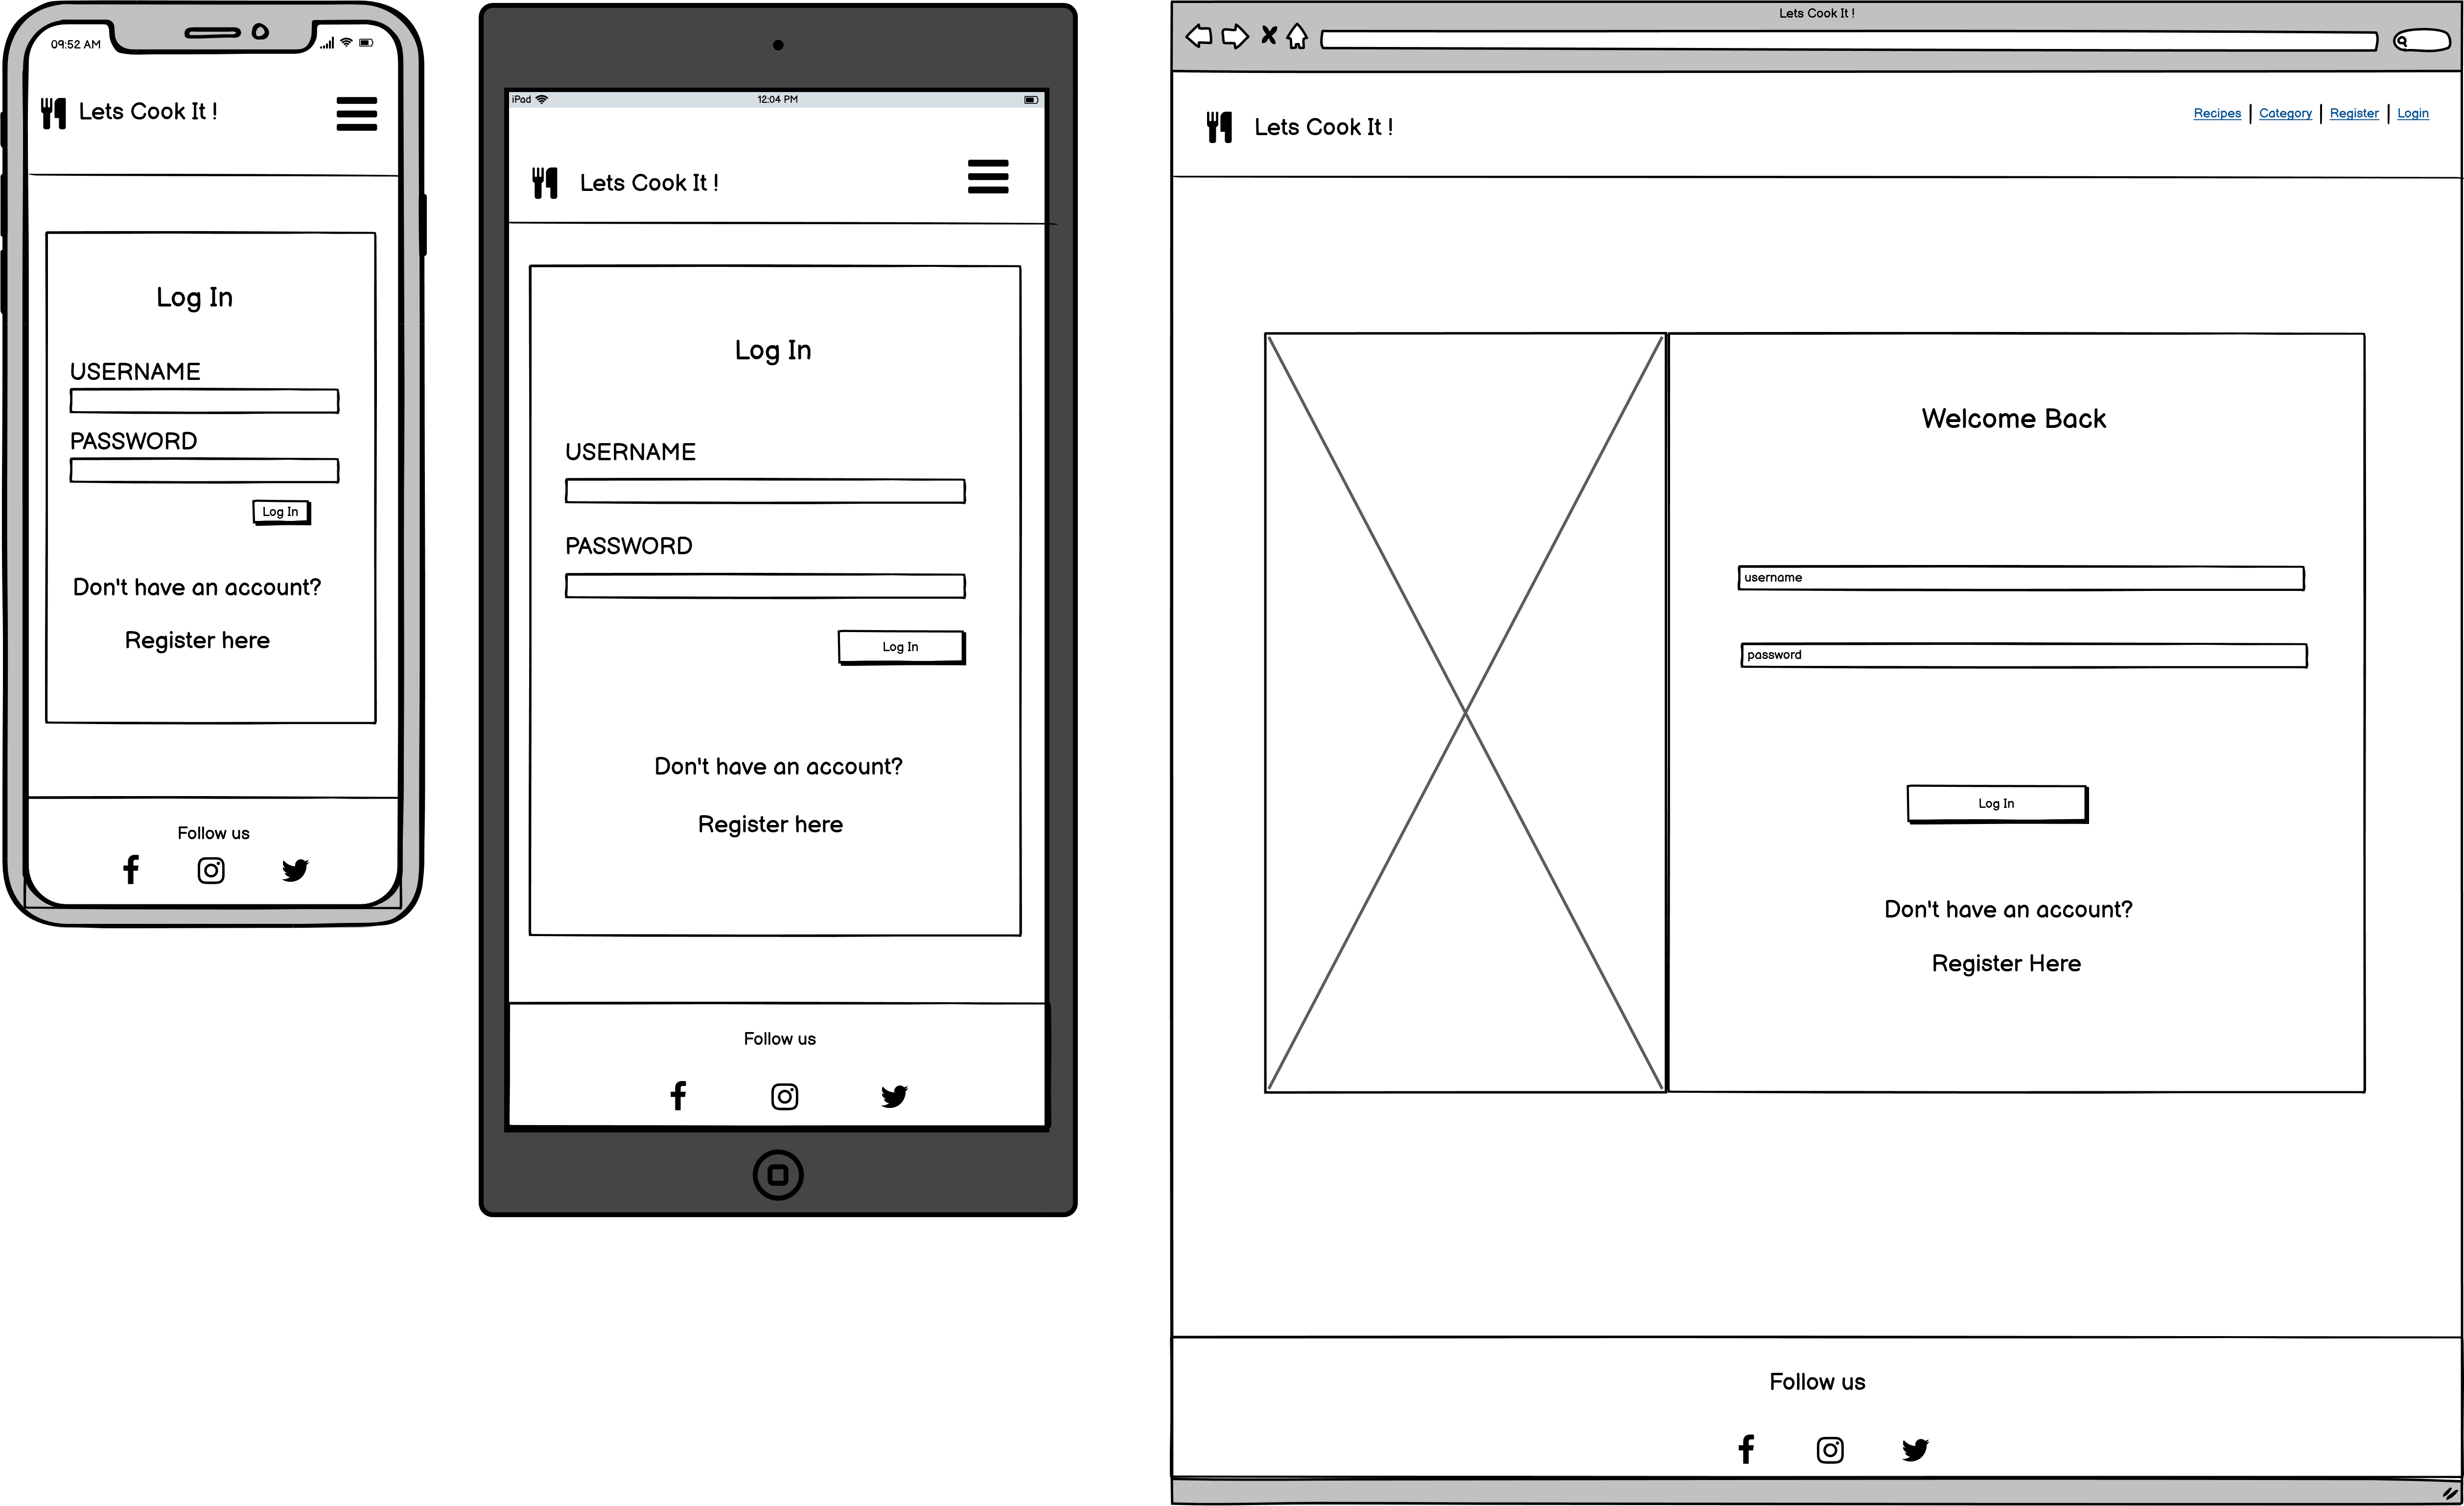 09:52 AM
Lets Cook It !
Log In
USERNAME
PASSWORD
Log In
Don't have an account?
Register here
Follow us
iPad
12:04 PM
Lets Cook It !
Log In
USERNAME
PASSWORD
Log In
Don't have an account?
Register here
Follow us
Lets Cook It !
Lets Cook It !
Recipes | Category | Register | Login
Welcome Back
username
password
Log In
Don't have an account?
Register Here
Follow us